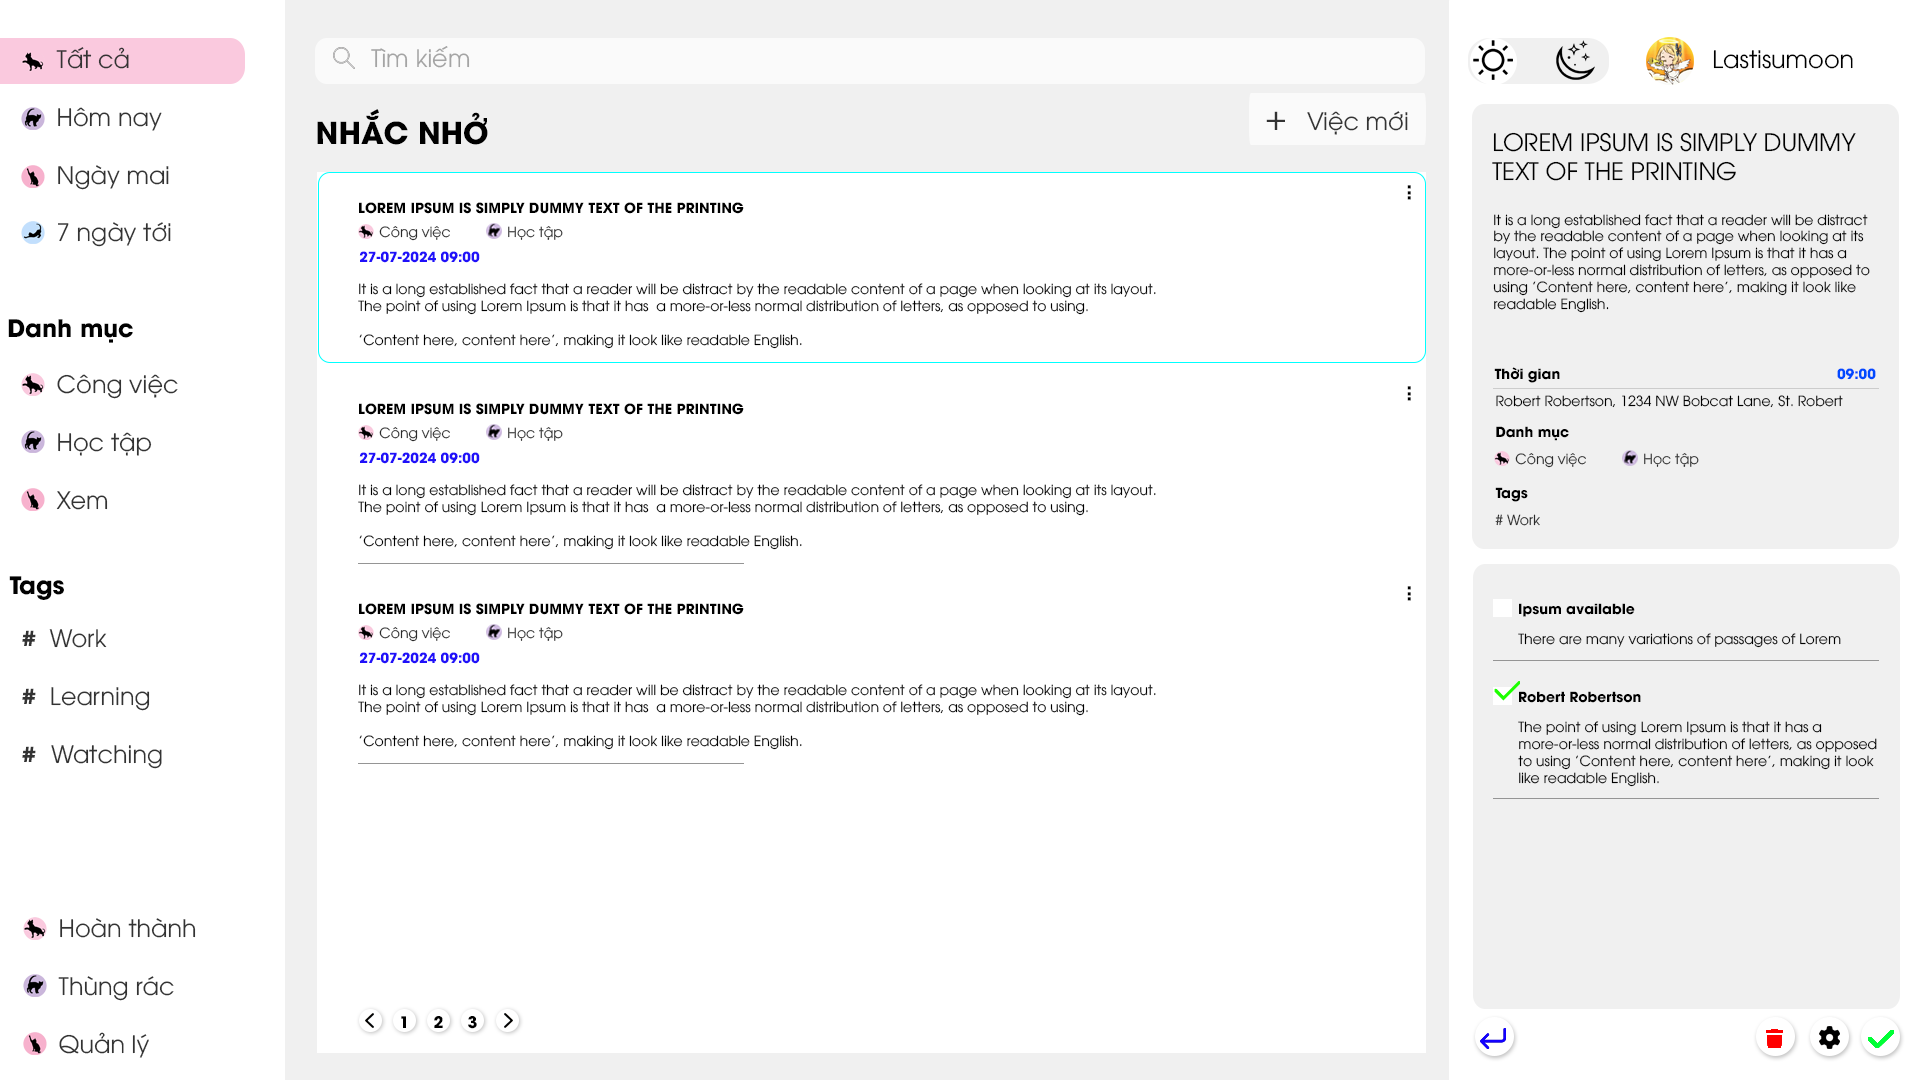 Tất cả
Hôm nay
Ngày mai
7 ngày tới
Danh mục
Công việc
Học tập
Xem
Tags
# Work
# Learning
# Watching
Hoàn thành
Thùng rác
Quản lý
Tìm kiếm
NHẮC NHỞ
+ Việc mới
LOREM IPSUM IS SIMPLY DUMMY TEXT OF THE PRINTING
Công việc Học tập
27-07-2024 09:00
It is a long established fact that a reader will be distract by the readable content of a page when looking at its layout.
The point of using Lorem Ipsum is that it has a more-or-less normal distribution of letters, as opposed to using.
‘Content here, content here’, making it look like readable English.
LOREM IPSUM IS SIMPLY DUMMY TEXT OF THE PRINTING
Công việc Học tập
27-07-2024 09:00
It is a long established fact that a reader will be distract by the readable content of a page when looking at its layout.
The point of using Lorem Ipsum is that it has a more-or-less normal distribution of letters, as opposed to using.
‘Content here, content here’, making it look like readable English.
LOREM IPSUM IS SIMPLY DUMMY TEXT OF THE PRINTING
Công việc Học tập
27-07-2024 09:00
It is a long established fact that a reader will be distract by the readable content of a page when looking at its layout.
The point of using Lorem Ipsum is that it has a more-or-less normal distribution of letters, as opposed to using.
‘Content here, content here’, making it look like readable English.
1 2 3
Lastisumoon
LOREM IPSUM IS SIMPLY DUMMY
TEXT OF THE PRINTING
It is a long established fact that a reader will be distract
by the readable content of a page when looking at its
layout. The point of using Lorem Ipsum is that it has a
more-or-less normal distribution of letters, as opposed to
using ‘Content here, content here’, making it look like
readable English.
Thời gian 09:00
Robert Robertson, 1234 NW Bobcat Lane, St. Robert
Danh mục
Công việc Học tập
Tags
# Work
Ipsum available
There are many variations of passages of Lorem
Robert Robertson
The point of using Lorem Ipsum is that it has a
more-or-less normal distribution of letters, as opposed
to using ‘Content here, content here’, making it look
like readable English.